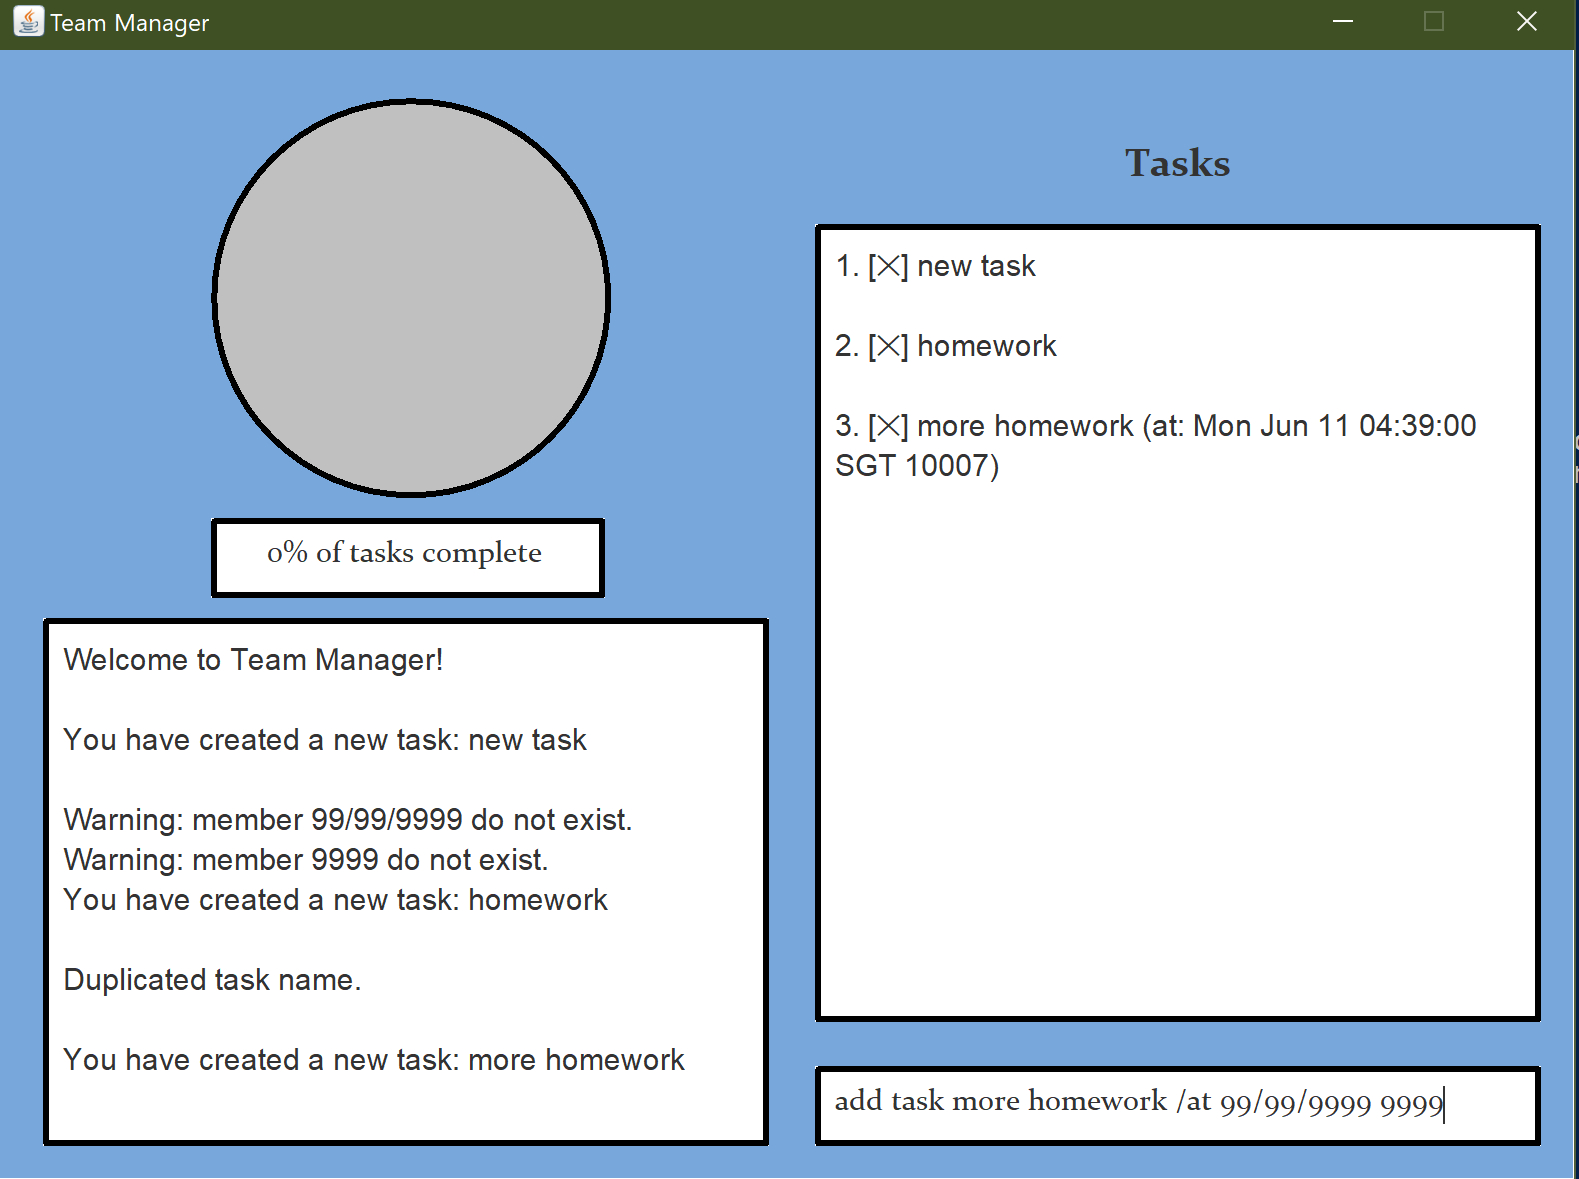 Team Manager
0% of tasks complete
Welcome to Team Manager!
You have created a new task: new task
Warning: member 99/99/9999 do not exist.
Warning: member 9999 do not exist.
You have created a new task: homework
Duplicated task name.
You have created a new task: more homework
Tasks
1. [╳] new task
2. [╳] homework
3. [╳] more homework (at: Mon Jun 11 04:39:00
SGT 10007)
add task more homework /at 99/99/9999 9999